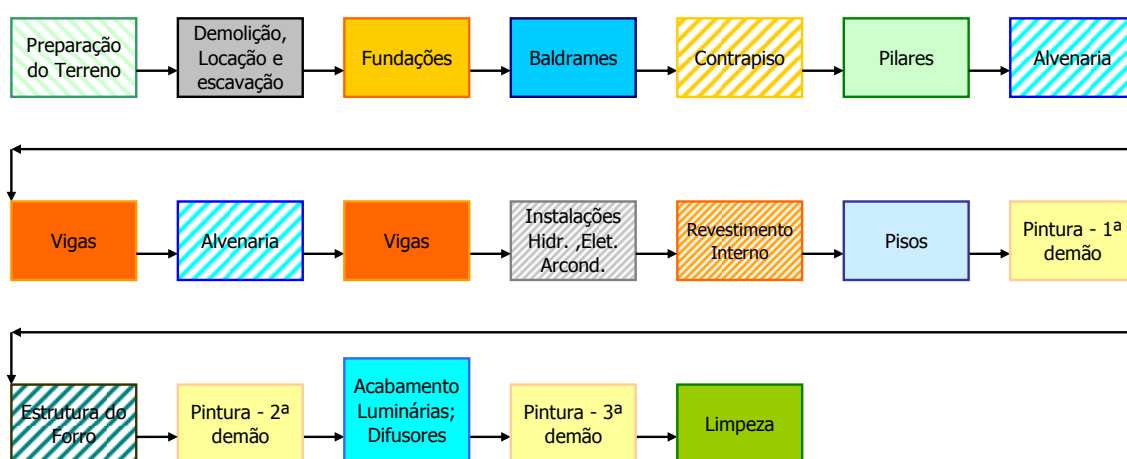 Preparação
do Terreno
Demolição,
Locação e
escavação
Fundações
Baldrames
Contrapiso
Pilares
Alvenaria
Vigas
Alvenaria
Vigas
Instalações
Hidr. ,Elet.
Arcond.
Revestimento
Interno
Pisos
Pintura - 1ª
demão
Estrutura do
Forro
Pintura - 2ª
demão
Acabamento
Luminárias;
Difusores
Pintura - 3ª
demão
Limpeza